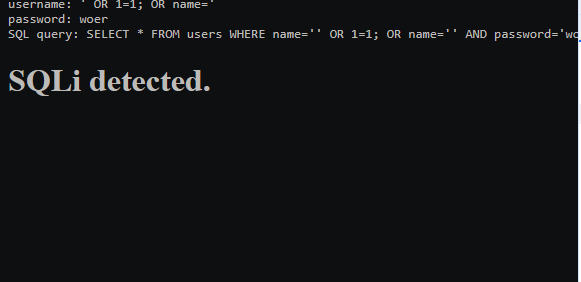 username: ' OR 1=1; OR name='
password: woer
SQL query: SELECT * FROM users WHERE name='' OR 1=1; OR name='' AND password='wo
SQLi detected.